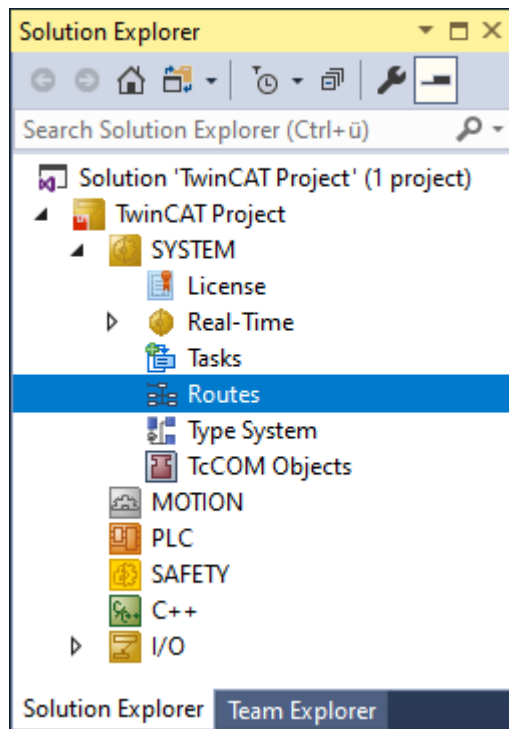 Solution Explorer
Search Solution Explorer (Ctrl+ü)
Solution 'TwinCAT Project' (1 project)
TwinCAT Project
SYSTEM
License
Real-Time
Tasks
Routes
Type System
TcCOM Objects
MOTION
PLC
SAFETY
C++
I/O
Solution Explorer Team Explorer